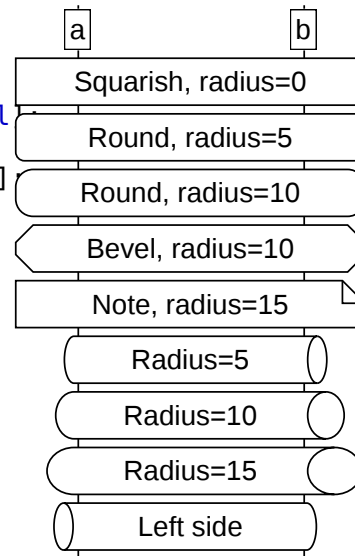 a b
Squarish, radius=0
l
Round, radius=5
]
Round, radius=10
Bevel, radius=10
Note, radius=15
Radius=5
Radius=10
Radius=15
Left side